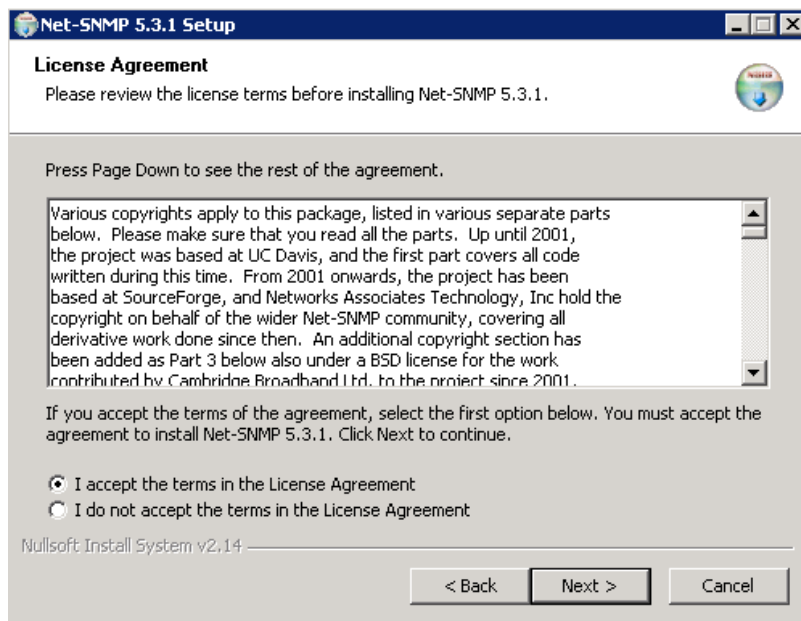 Net-SNMP 5.3.1 Setup
License Agreement
Please review the license terms before installing Net-SNMP 5.3.1.
Press Page Down to see the rest of the agreement.
Various copyrights apply to this package, listed in various separate parts
below.  Please make sure that you read all the parts.  Up until 2001,
the project was based at UC Davis, and the first part covers all code
written during this time.  From 2001 onwards, the project has been
based at SourceForge, and Networks Associates Technology, Inc hold the
copyright on behalf of the wider Net-SNMP community, covering all
derivative work done since then.  An additional copyright section has
been added as Part 3 below also under a BSD license for the work
contributed by Cambridge Broadband Ltd. to the project since 2001.
If you accept the terms of the agreement, select the first option below. You must accept the
agreement to install Net-SNMP 5.3.1. Click Next to continue.
I accept the terms in the License Agreement
I do not accept the terms in the License Agreement
Nullsoft Install System v2.14
< Back
Next >
Cancel